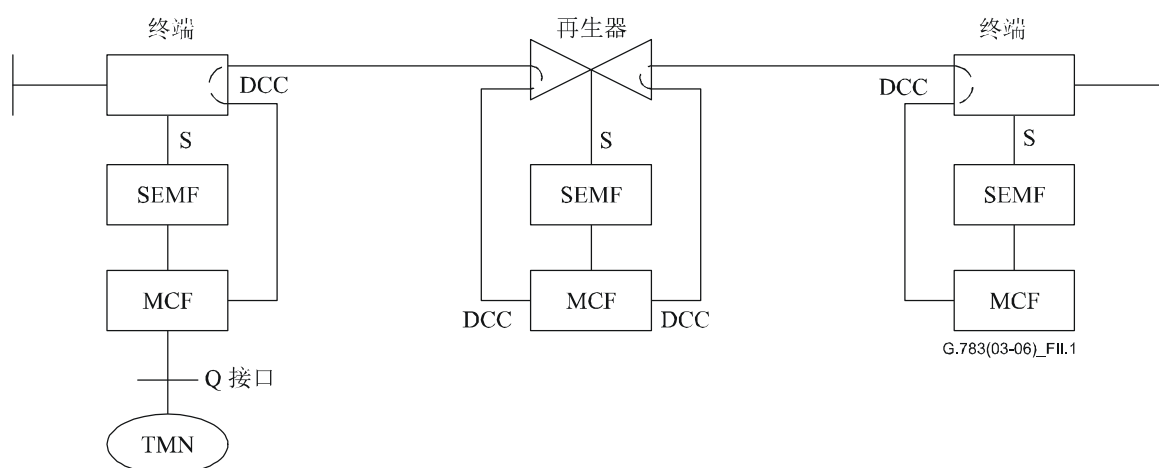 终端
再生器
终端
DCC
DCC
S
S
S
SEMF
SEMF
SEMF
MCF
MCF
MCF
DCC
DCC
G.783(03-06)_FII.1
Q 接口
TMN